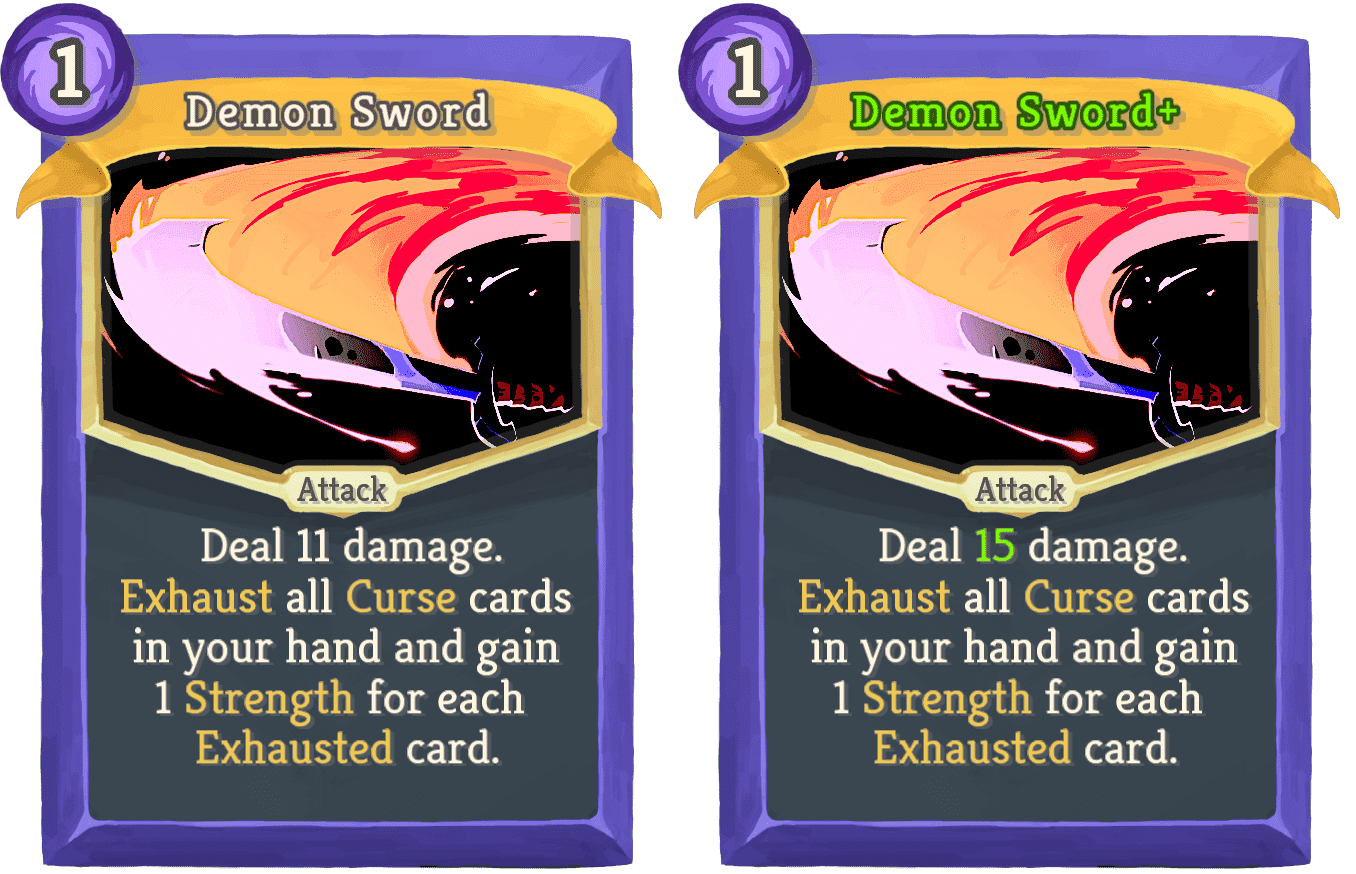 1
Demon Sword
Attack
Deal 11 damage.
Exhaust all Curse cards
in your hand and gain
1 Strength for each
Exhausted card.
1
Demon Sword+
Attack
Deal 15 damage.
Exhaust all Curse cards
in your hand and gain
1 Strength for each
Exhausted card.